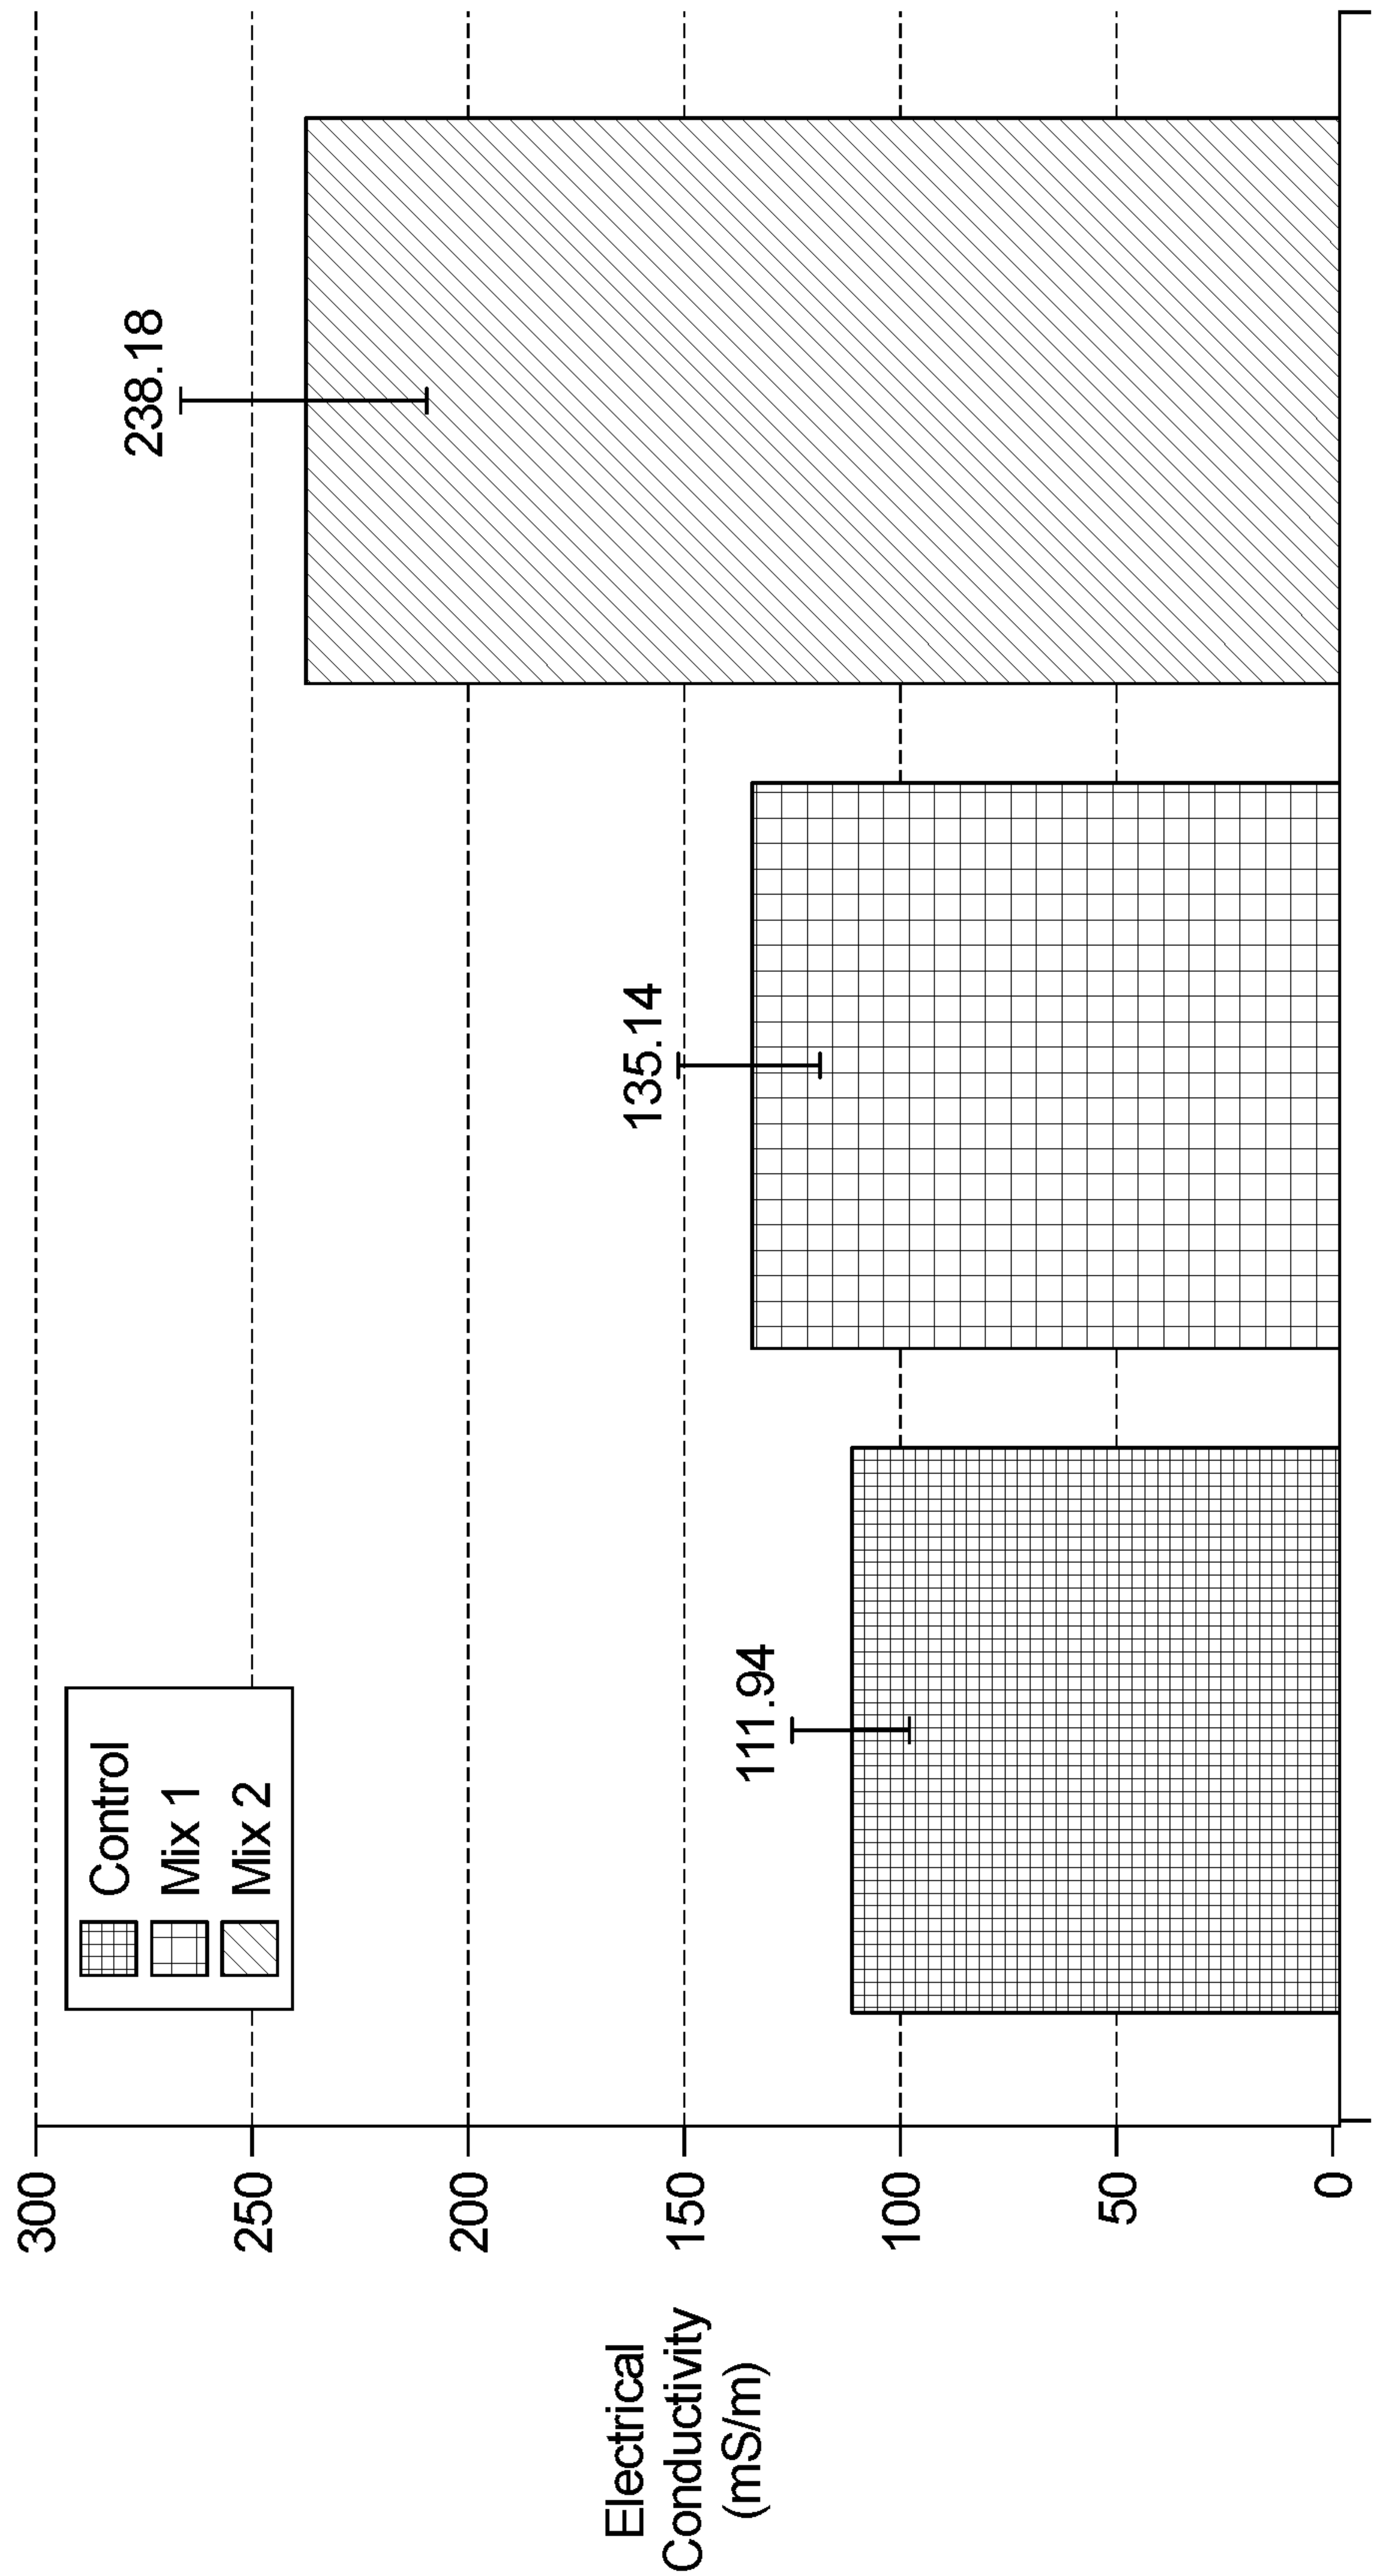 Electrical
Conductivity
(mS/m)
300
250
200
150
100
50
0
Control
Mix 1
Mix 2
111.94
135.14
238.18